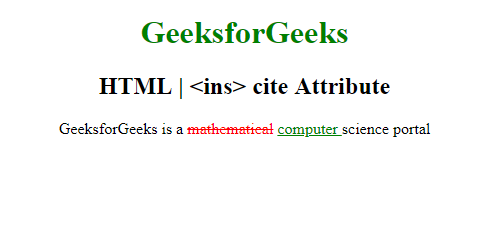 GeeksforGeeks
HTML | <ins> cite Attribute
GeeksforGeeks is a mathematical computer science portal